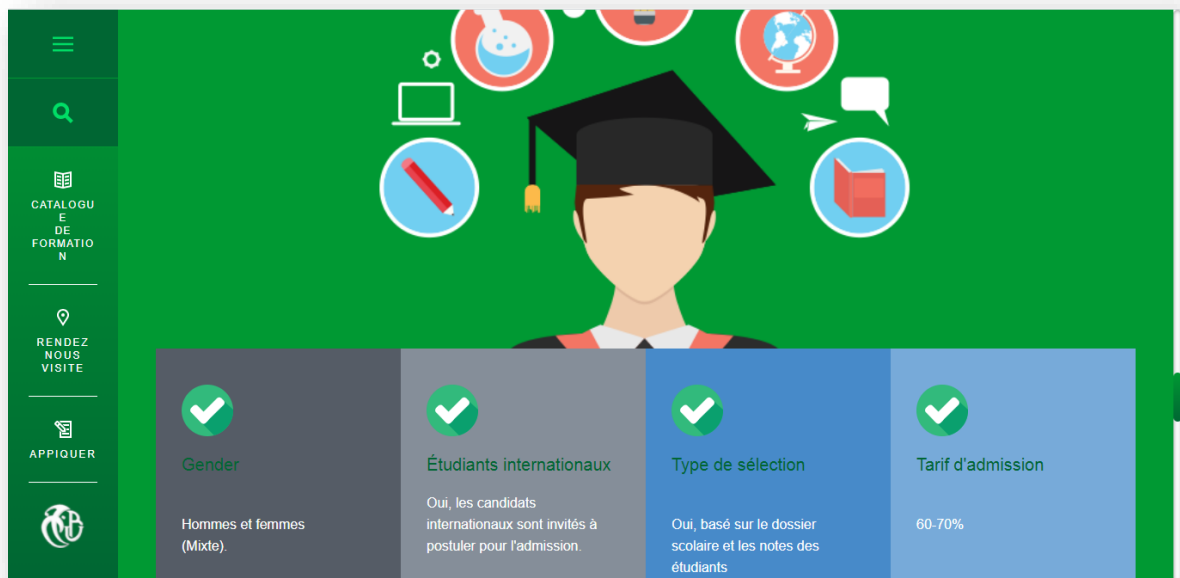 CATALOGU
E
DE
FORMATIO
N
RENDEZ
NOUS
VISITE
APPIQUER
Gender
Hommes et femmes
(Mixte).
Étudiants internationaux
Oui, les candidats
internationaux sont invités à
postuler pour l'admission.
Type de sélection
Oui, basé sur le dossier
scolaire et les notes des
étudiants
Tarif d'admission
60-70%